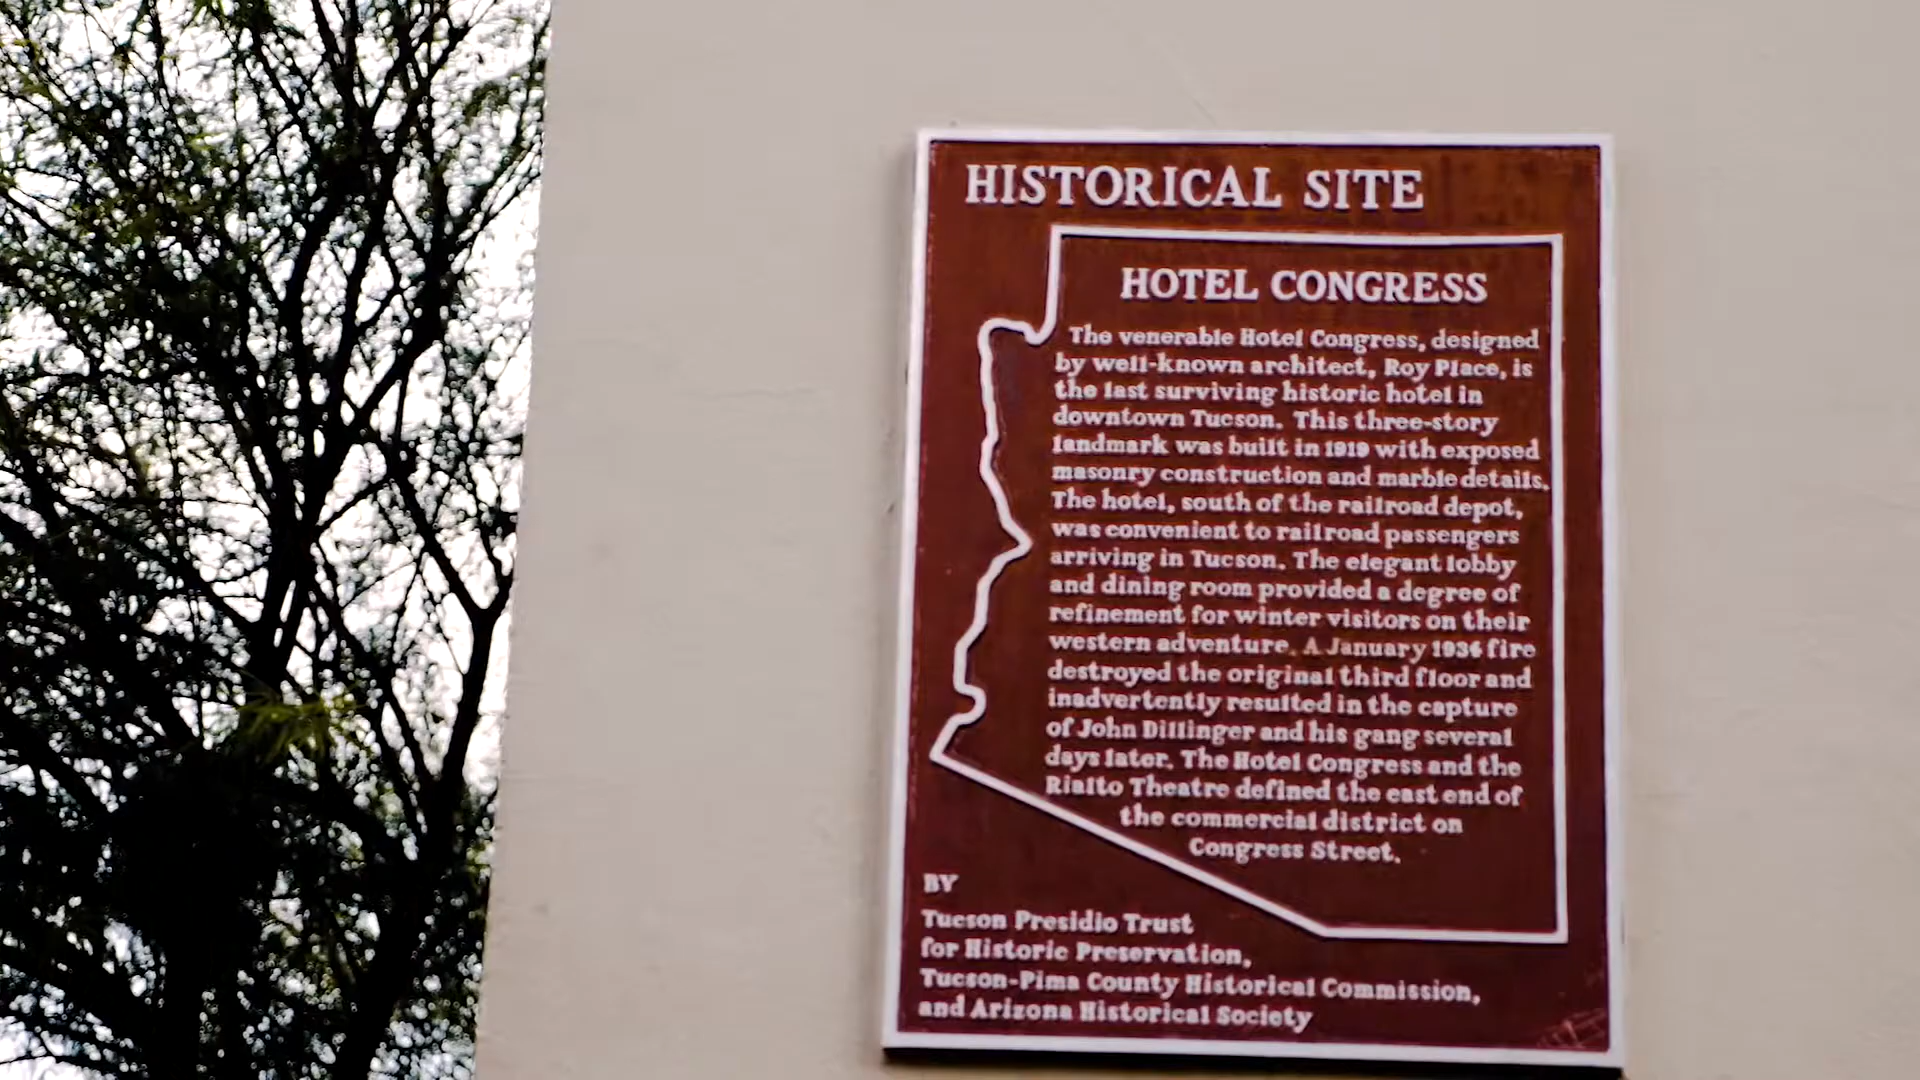 HISTORICAL SITE
HOTEL CONGRESS
The venerable Hotel Congress, designed
by well-known architect, Roy Place, is
the last surviving historic hotel in
downtown Tucson. This three-story
landmark was built in 1919 with exposed
masonry construction and marble details.
The hotel, south of the railroad depot,
was convenient to railroad passengers
arriving in Tucson. The elegant lobby
and dining room provided a degree of
refinement for winter visitors on their
western adventure. A January 1934 fire
destroyed the original third floor and
inadvertently resulted in the capture
of John Dillinger and his gang several
days later. The Hotel Congress and the
Rialto Theatre defined the east end of
the commercial district on
Congress Street.
BY
Tucson Presidio Trust
for Historic Preservation,
Tucson-Pima County Historical Commission,
and Arizona Historical Society